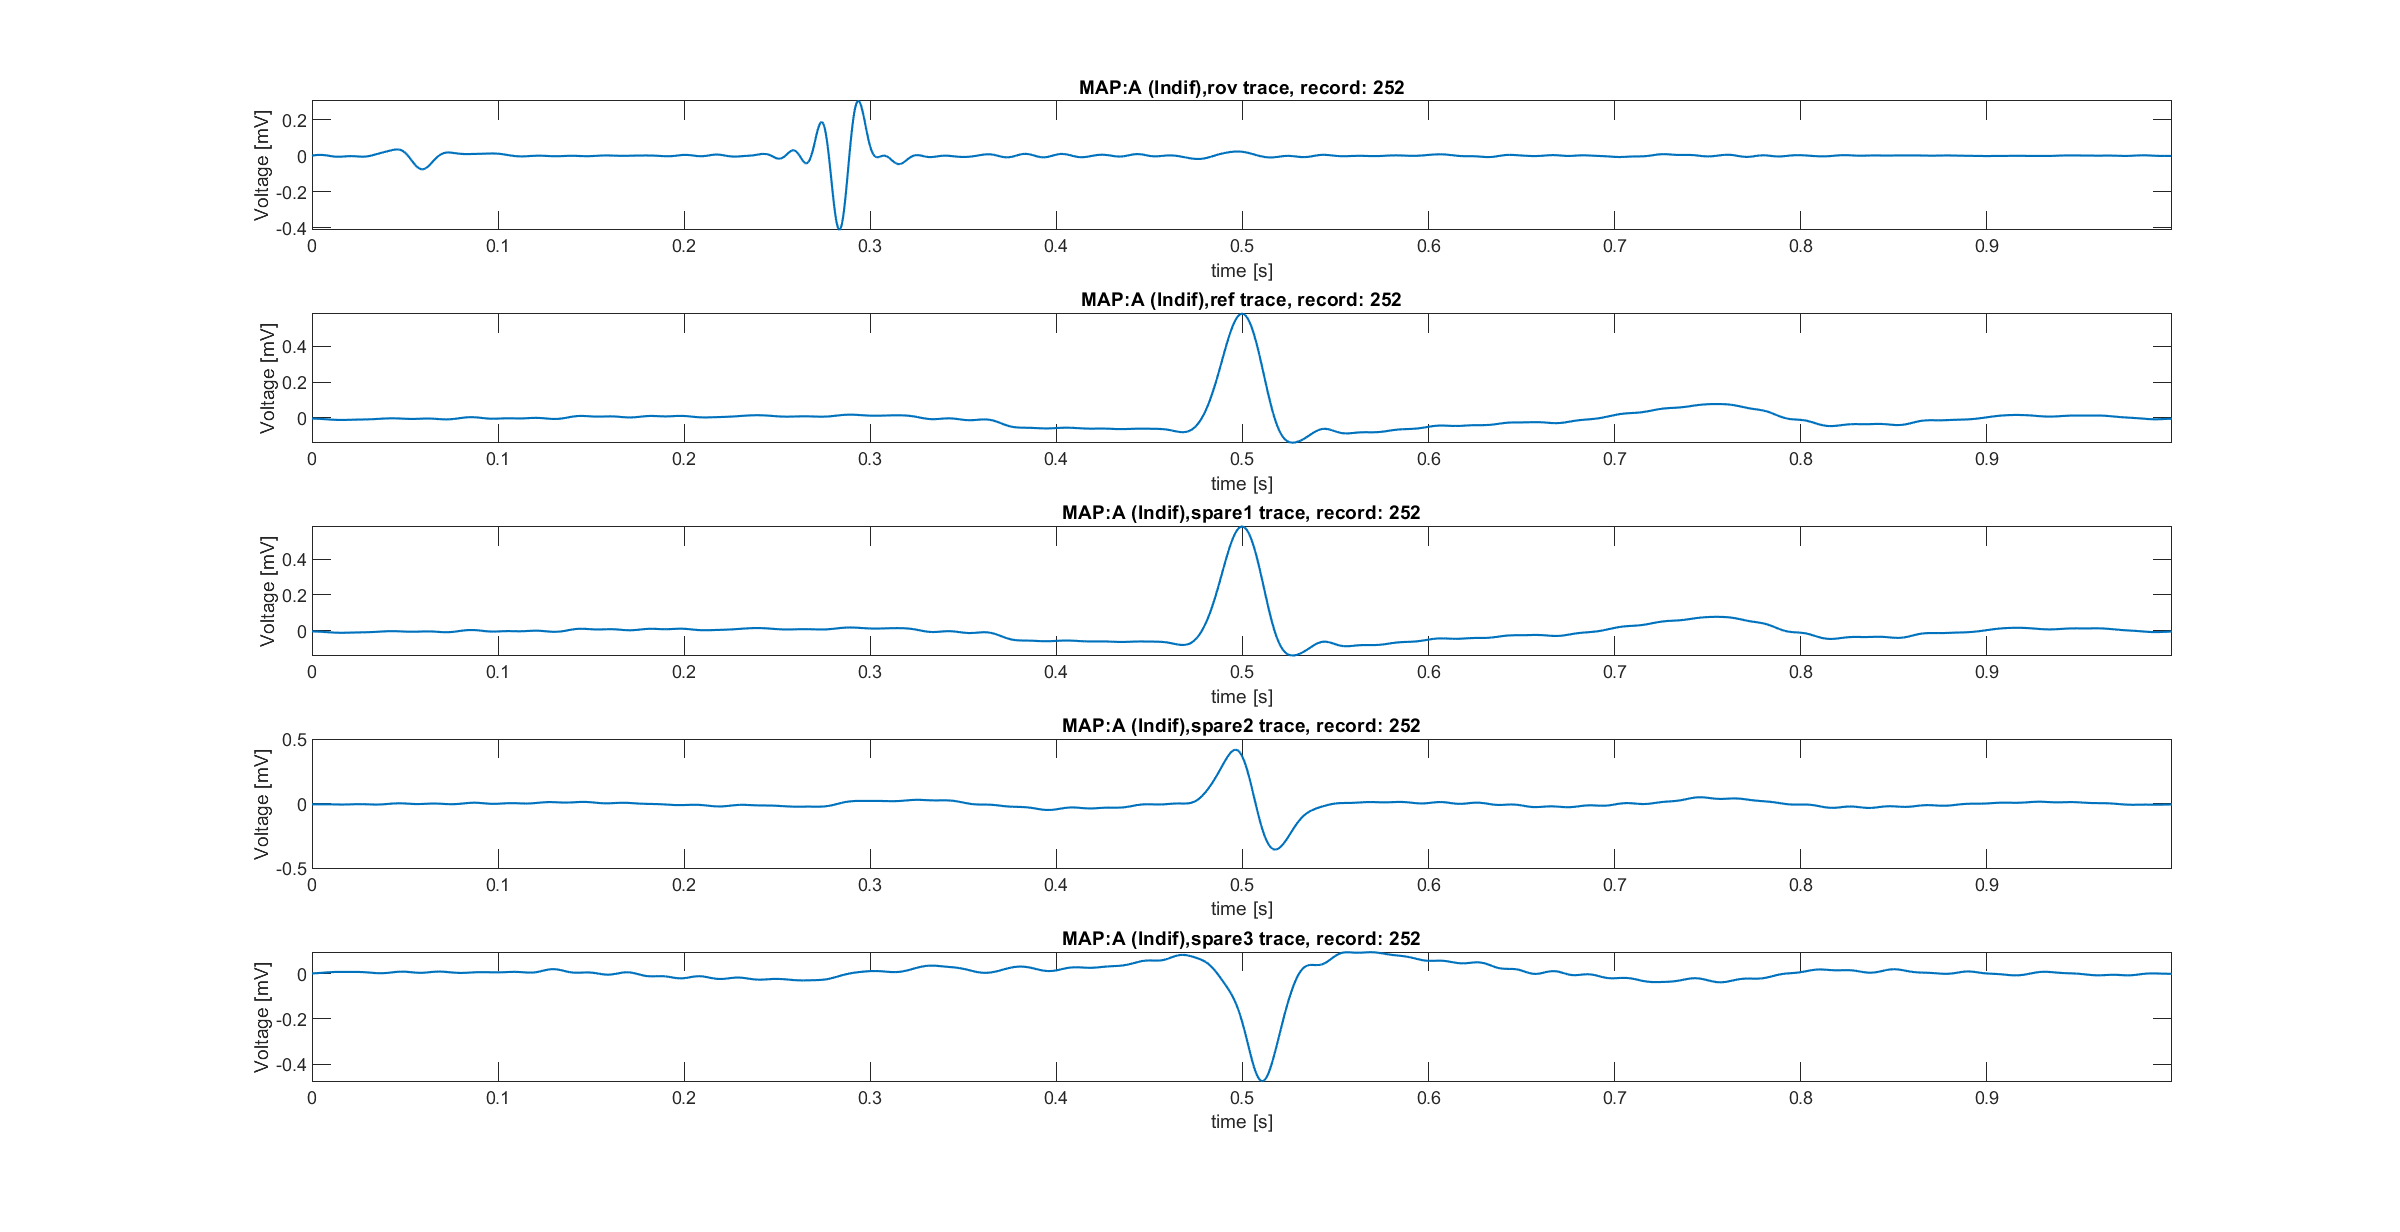 MAP:A (Indif),rov trace, record: 252
Voltage [mV]
0.2
0
-0.2
-0.4
0 0.1 0.2 0.3 0.4 0.5 0.6 0.7 0.8 0.9
time [s]
MAP:A (Indif),ref trace, record: 252
Voltage [mV]
0.4
0.2
0
0 0.1 0.2 0.3 0.4 0.5 0.6 0.7 0.8 0.9
time [s]
MAP:A (Indif),spare1 trace, record: 252
Voltage [mV]
0.4
0.2
0
0 0.1 0.2 0.3 0.4 0.5 0.6 0.7 0.8 0.9
time [s]
MAP:A (Indif),spare2 trace, record: 252
Voltage [mV]
0.5
0
-0.5
0 0.1 0.2 0.3 0.4 0.5 0.6 0.7 0.8 0.9
time [s]
MAP:A (Indif),spare3 trace, record: 252
Voltage [mV]
0
-0.2
-0.4
0 0.1 0.2 0.3 0.4 0.5 0.6 0.7 0.8 0.9
time [s]